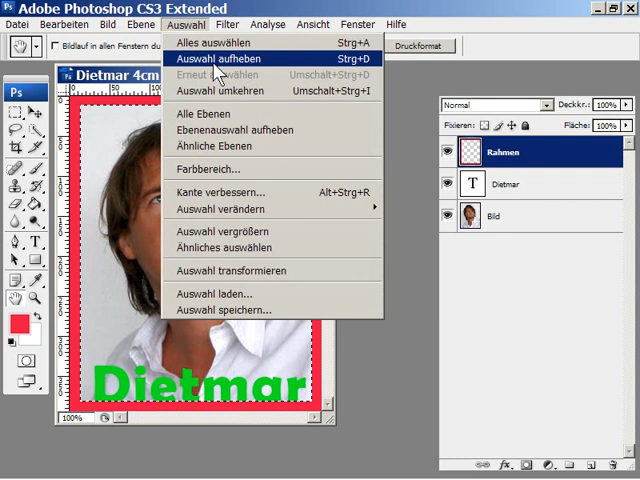 Ps Adobe Photoshop CS3 Extended
Datei Bearbeiten Bild Ebene Auswahl Filter Analyse Ansicht Fenster Hilfe
Bildlauf in allen Fenstern du
Druckformat
Alles auswählen Strg+A
Auswahl aufheben Strg+D
Erneut auswählen Umschalt+Strg+D
Auswahl umkehren Umschalt+Strg+I
Alle Ebenen
Ebenenauswahl aufheben
Ähnliche Ebenen
Farbbereich...
Kante verbessern... Alt+Strg+R
Auswahl verändern
Auswahl vergrößern
Ähnliches auswählen
Auswahl transformieren
Auswahl laden...
Auswahl speichern...
Dietmar 4cm
Ps
Dietmar
100%
Normal Deckkr.: 100%
Fixieren: Fläche: 100%
Rahmen
T Dietmar
Bild